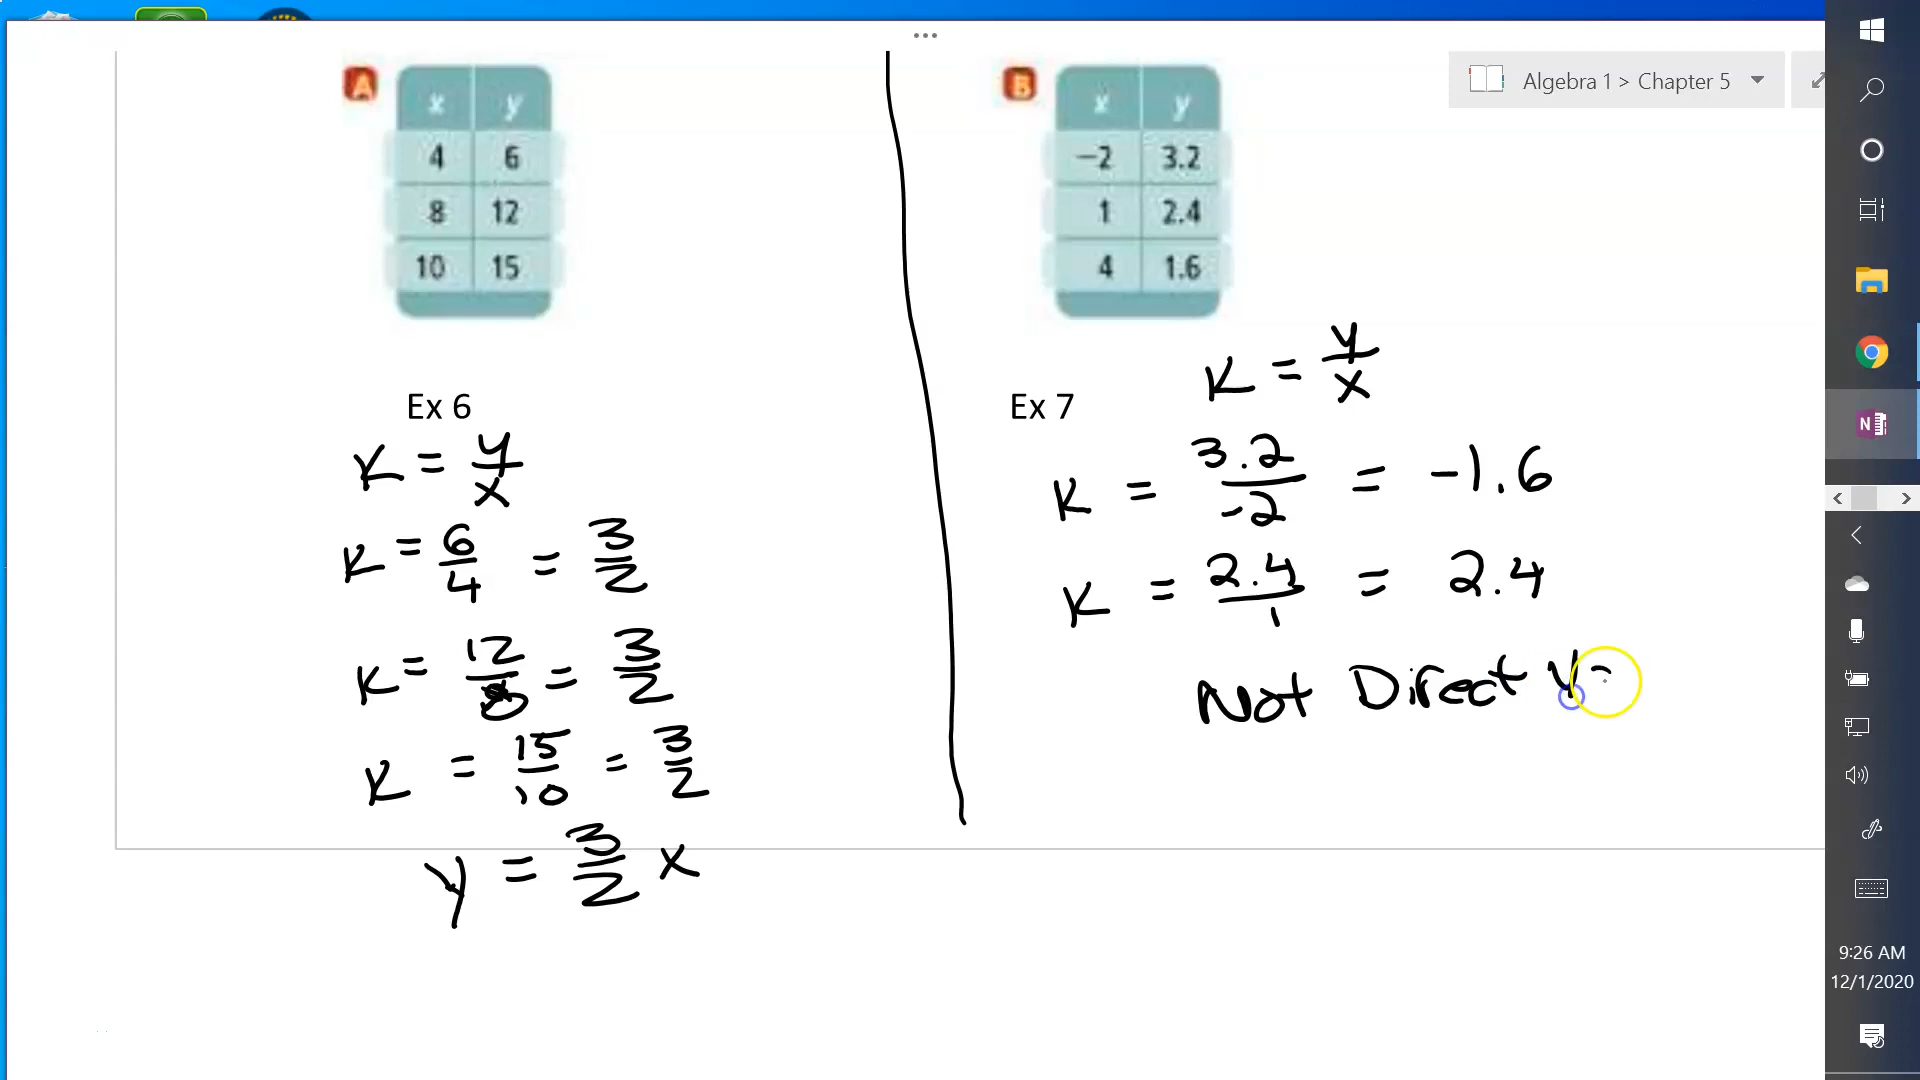 ...
Algebra 1 > Chapter 5
A
x y
4 6
8 12
10 15
B
x y
−2 3.2
1 2.4
4 1.6
Ex 6
K = y/x
K = 6/4 = 3/2
K = 12/8 = 3/2
K = 15/10 = 3/2
y = 3/2 x
Ex 7
K = y/x
K = 3.2/-2 = -1.6
K = 2.4/1 = 2.4
Not Direct
N
9:26 AM
12/1/2020